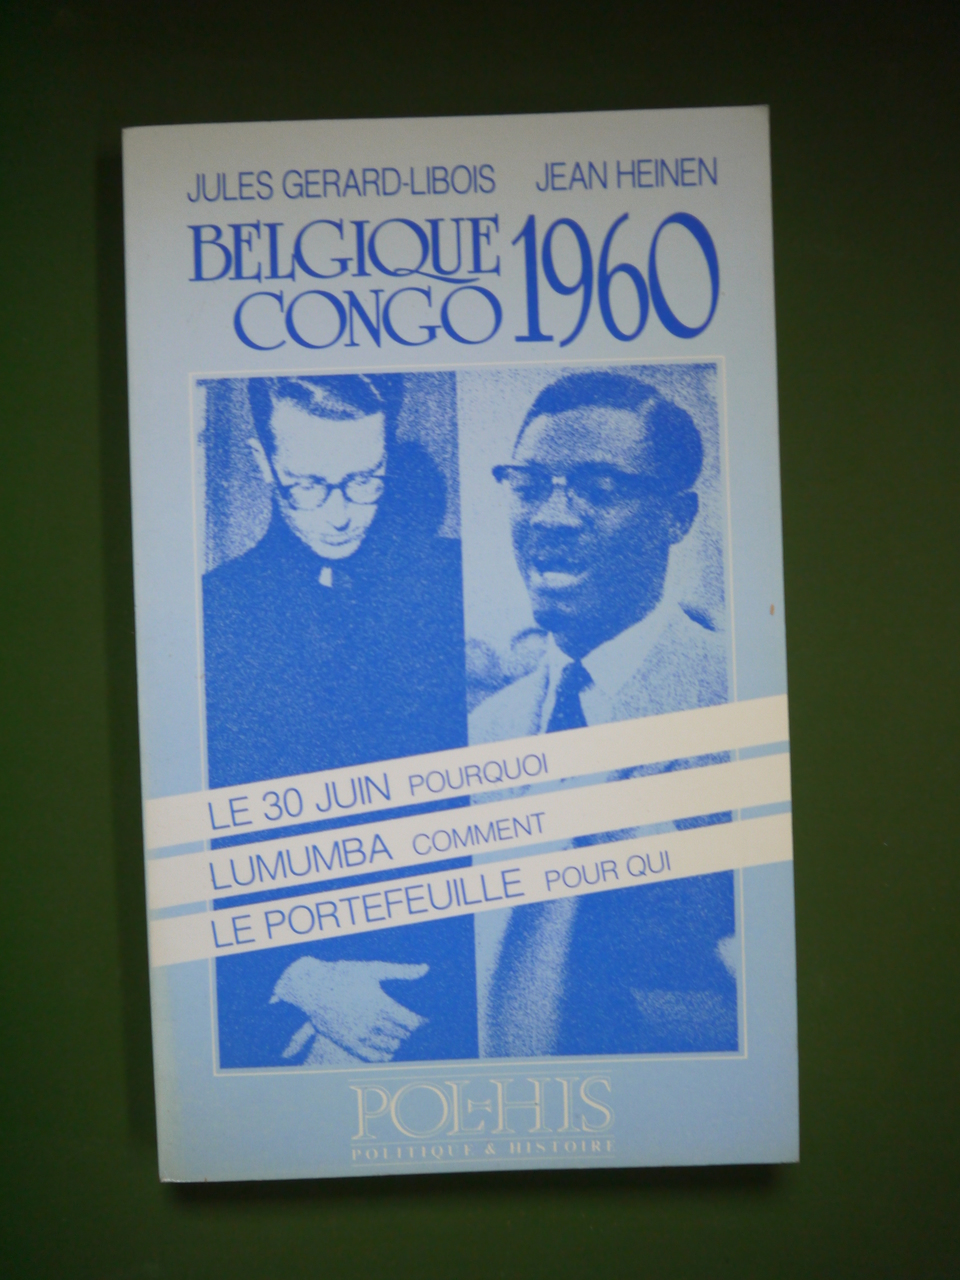 JULES GERARD-LIBOIS JEAN HEINEN
BELGIQUE
CONGO 1960
LE 30 JUIN POURQUOI
LUMUMBA COMMENT
LE PORTEFEUILLE POUR QUI
POL-HIS
POLITIQUE & HISTOIRE